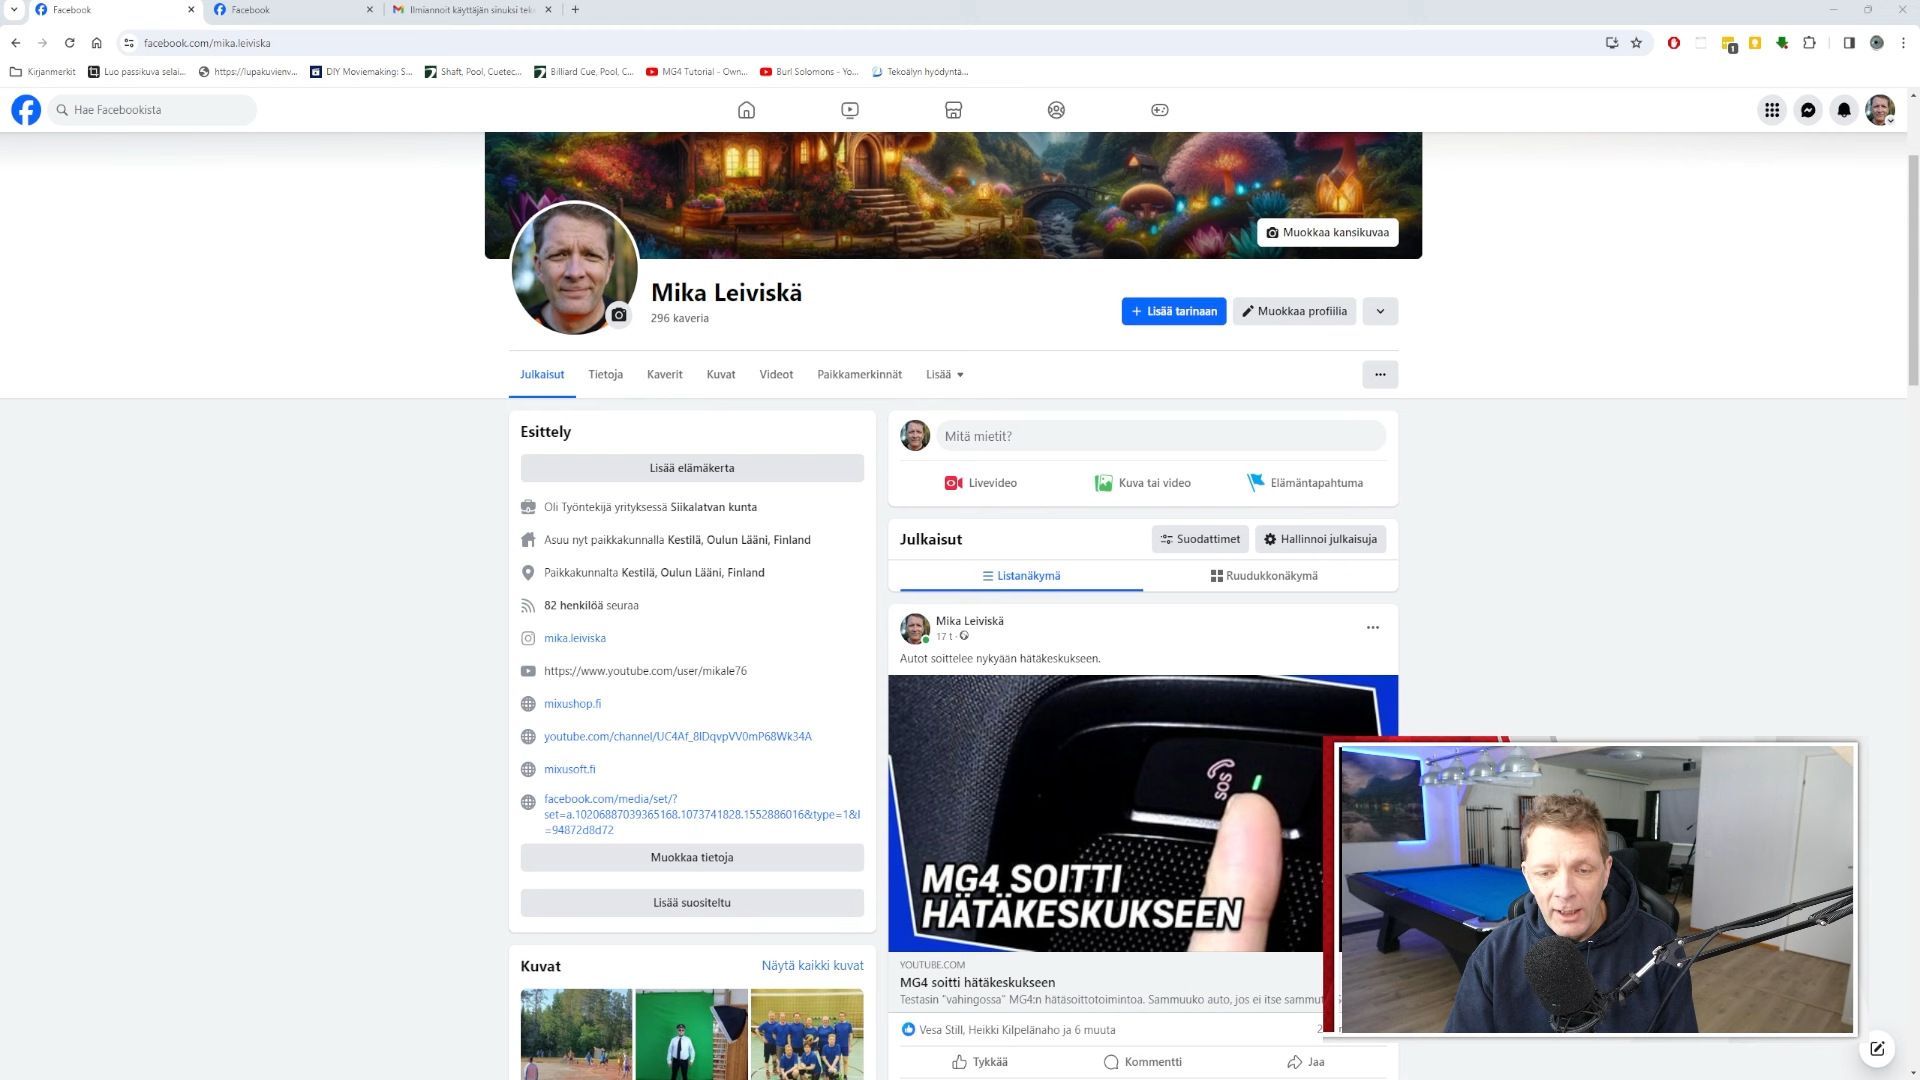 Facebook
Facebook
Ilmiannoit käyttäjän sinuksi tek
facebook.com/mika.leiviska
Kirjanmerkit
Luo passikuva selai...
https://lupakuvienv...
DIY Moviemaking: S...
Shaft, Pool, Cuetec...
Billiard Cue, Pool, C...
MG4 Tutorial - Own...
Burl Solomons - Yo...
Tekoälyn hyödyntä...
1
Hae Facebookista
Muokkaa kansikuvaa
Mika Leiviskä
296 kaveria
Lisää tarinaan
Muokkaa profiilia
Julkaisut
Tietoja
Kaverit
Kuvat
Videot
Paikkamerkinnät
Lisää
Esittely
Lisää elämäkerta
Oli Työntekijä yrityksessä Siikalatvan kunta
Asuu nyt paikkakunnalla Kestilä, Oulun Lääni, Finland
Paikkakunnalta Kestilä, Oulun Lääni, Finland
82 henkilöä seuraa
mika.leiviska
https://www.youtube.com/user/mikale76
mixushop.fi
youtube.com/channel/UC4Af_8IDqvpVV0mP68Wk34A
mixusoft.fi
facebook.com/media/set/?
set=a.10206887039365168.1073741828.1552886016&type=1&l
=94872d8d72
Muokkaa tietoja
Lisää suositeltu
Kuvat
Näytä kaikki kuvat
Mitä mietit?
Livevideo
Kuva tai video
Elämäntapahtuma
Julkaisut
Suodattimet
Hallinnoi julkaisuja
Listanäkymä
Ruudukkonäkymä
Mika Leiviskä
17 t ·
Autot soittelee nykyään hätäkeskukseen.
SOS
MG4 SOITTI
HÄTÄKESKUKSEEN
YOUTUBE.COM
MG4 soitti hätäkeskukseen
Testasin "vahingossa" MG4:n hätäsoittotoimintoa. Sammuuko auto, jos ei itse sammut
Vesa Still, Heikki Kilpelänaho ja 6 muuta
Tykkää
Kommentti
Jaa